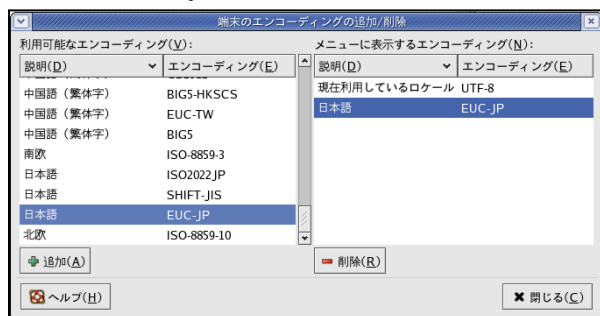 端末のエンコーディングの追加/削除
利用可能なエンコーディング(V):
説明(D) エンコーディング(E)
中国語（繁体字） BIG5-HKSCS
中国語（繁体字） EUC-TW
中国語（繁体字） BIG5
南欧 ISO-8859-3
日本語 ISO2022JP
日本語 SHIFT-JIS
日本語 EUC-JP
北欧 ISO-8859-10
追加(A)
メニューに表示するエンコーディング(N):
説明(D) エンコーディング(E)
現在利用しているロケール UTF-8
日本語 EUC-JP
削除(R)
ヘルプ(H)
閉じる(C)